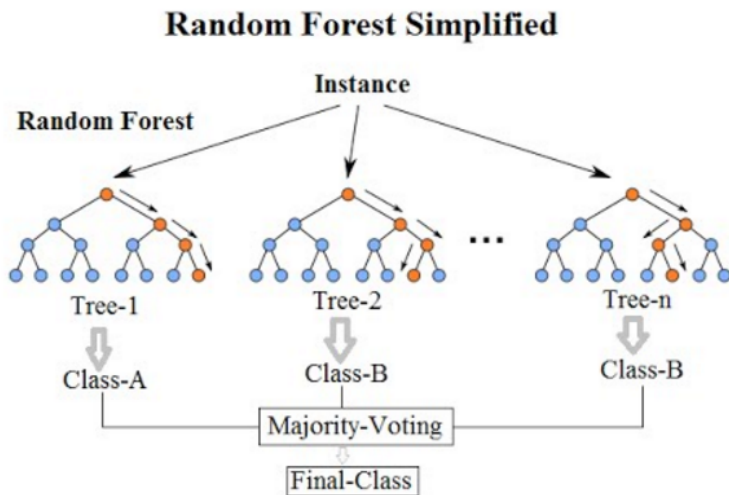 Random Forest Simplified
Instance
Random Forest
...
Tree-1
Tree-2
Tree-n
Class-A
Class-B
Class-B
Majority-Voting
Final-Class